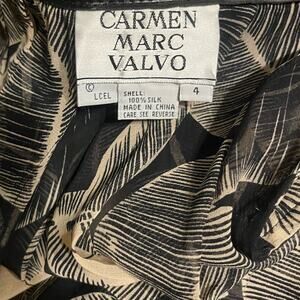 CARMEN
MARC
VALVO
©
LCEL
SHELL:
100% SILK
MADE IN CHINA
CARE SEE REVERSE
4